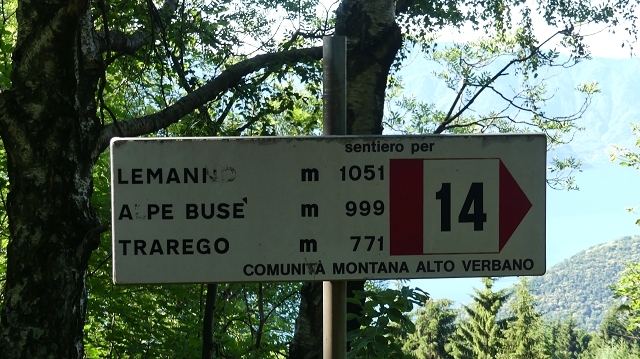 sentiero per
LEMANNO m 1051
ALPE BUSE' m 999
TRAREGO m 771
14
COMUNITÀ MONTANA ALTO VERBANO